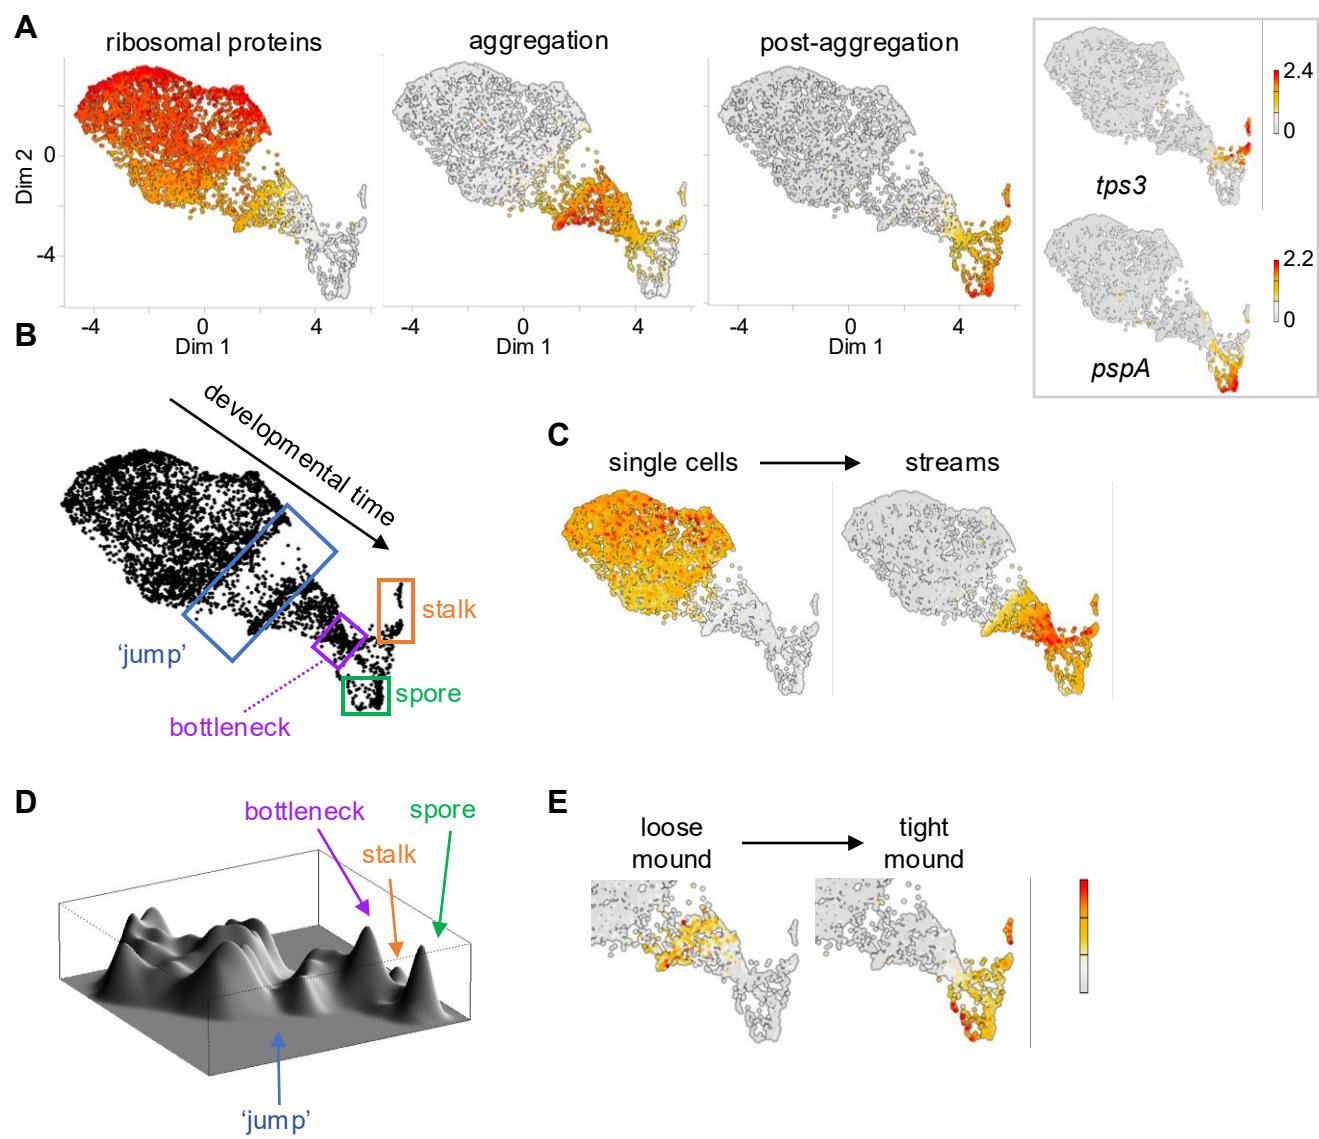 A
ribosomal proteins
aggregation
post-aggregation
Dim 2
0
-4
-4
0
4
Dim 1
-4
0
4
Dim 1
-4
0
4
Dim 1
2.4
0
tps3
2.2
0
pspA
B
developmental time
‘jump’
bottleneck
stalk
spore
C
single cells
streams
D
bottleneck
spore
stalk
‘jump’
E
loose
mound
tight
mound